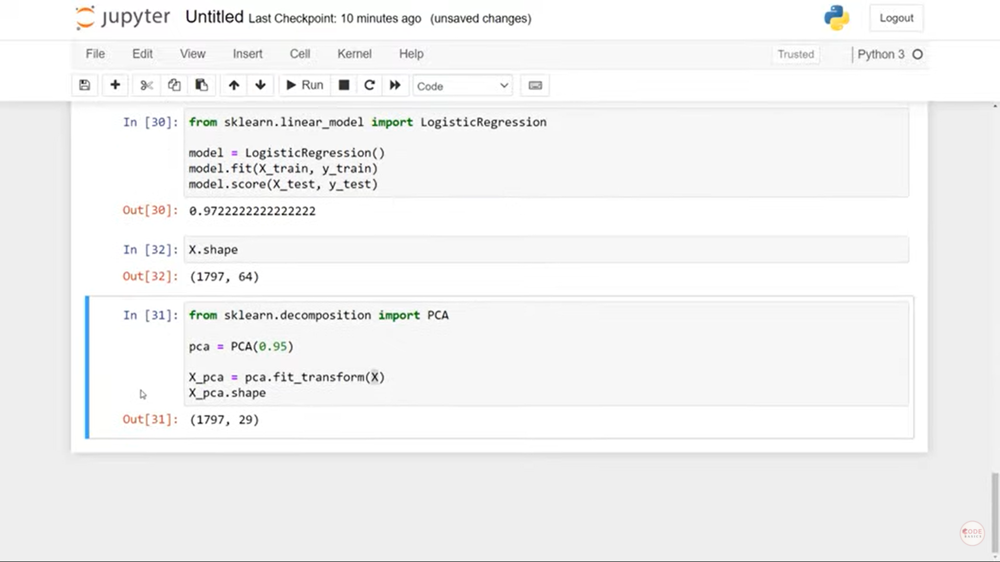 jupyter Untitled Last Checkpoint: 10 minutes ago (unsaved changes) Logout
File Edit View Insert Cell Kernel Help Trusted Python 3
Run Code
In [30]: from sklearn.linear_model import LogisticRegression
model = LogisticRegression()
model.fit(X_train, y_train)
model.score(X_test, y_test)
Out[30]: 0.9722222222222222
In [32]: X.shape
Out[32]: (1797, 64)
In [31]: from sklearn.decomposition import PCA
pca = PCA(0.95)
X_pca = pca.fit_transform(X)
X_pca.shape
Out[31]: (1797, 29)
CODE
BASICS